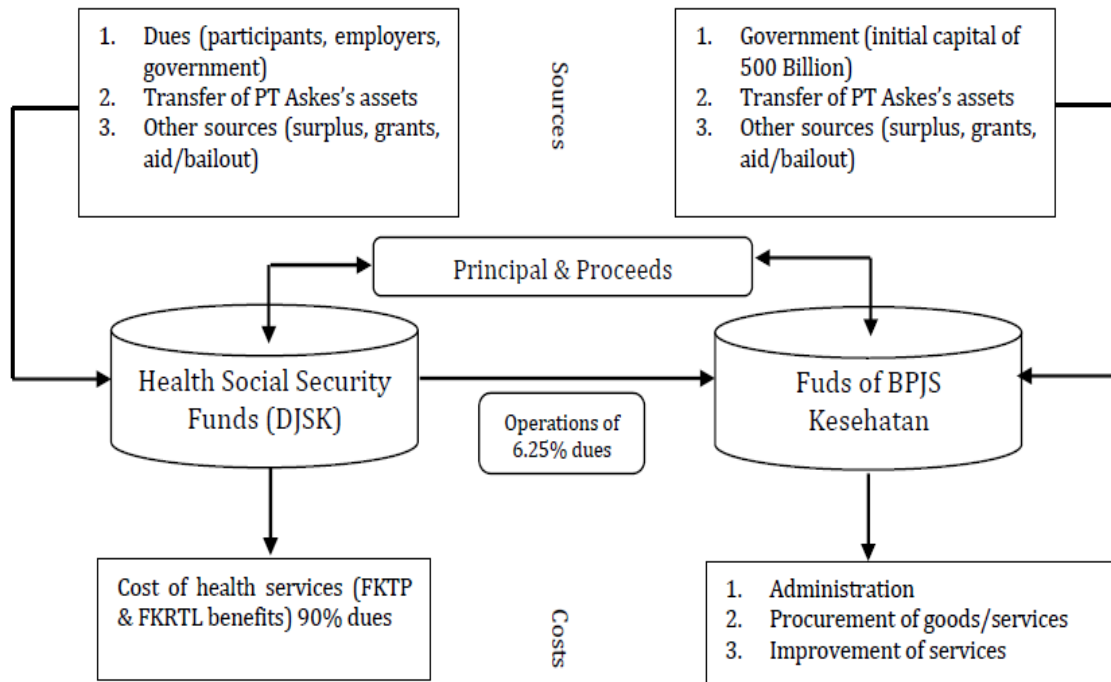 1. Dues (participants, employers,
government)
2. Transfer of PT Askes's assets
3. Other sources (surplus, grants,
aid/bailout)
Sources
1. Government (initial capital of
500 Billion)
2. Transfer of PT Askes's assets
3. Other sources (surplus, grants,
aid/bailout)
Principal & Proceeds
Health Social Security
Funds (DJSK)
Operations of
6.25% dues
Fuds of BPJS
Kesehatan
Cost of health services (FKTP
& FKRTL benefits) 90% dues
Costs
1. Administration
2. Procurement of goods/services
3. Improvement of services